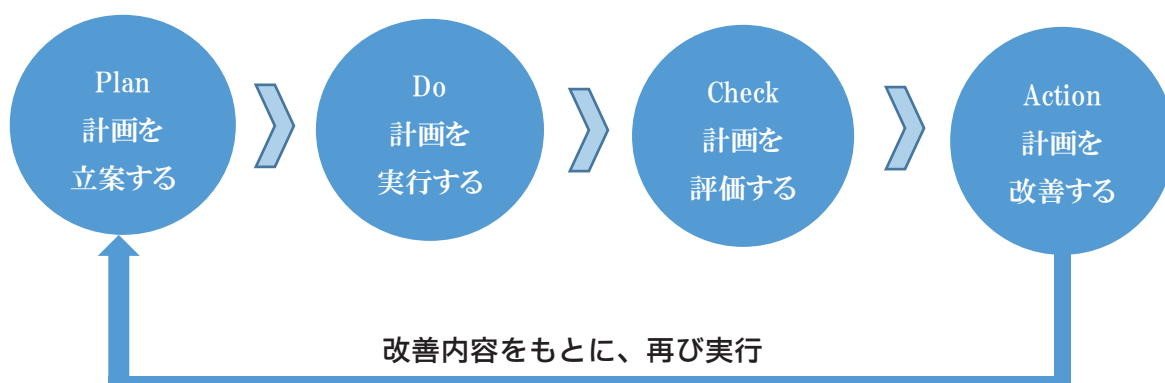 Plan
計画を
立案する
Do
計画を
実行する
Check
計画を
評価する
Action
計画を
改善する
改善内容をもとに、再び実行